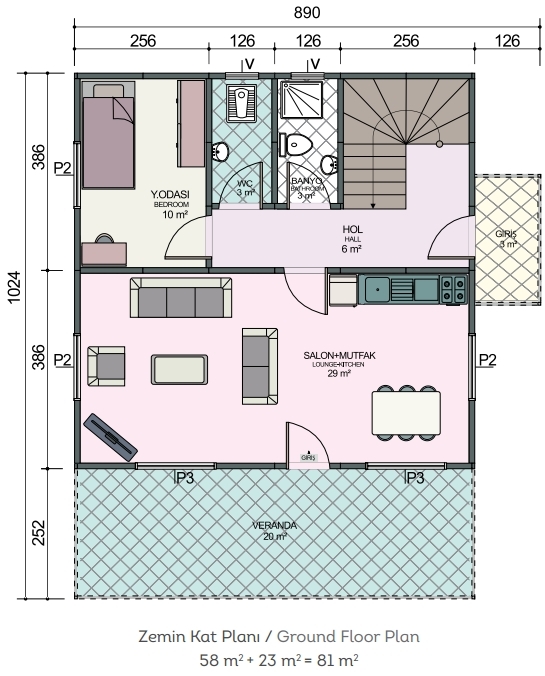 890
256 126 126 256 126
V V
386
P2
1024
Y.ODASI
BEDROOM
10 m²
WC
3 m²
BANYO
BATHROOM
3 m²
HOL
HALL
6 m²
GİRİŞ
3 m²
386
P2
SALON+MUTFAK
LOUNGE+KITCHEN
29 m²
P2
GİRİŞ
P3 P3
252
VERANDA
20 m²
Zemin Kat Planı / Ground Floor Plan
58 m² + 23 m² = 81 m²